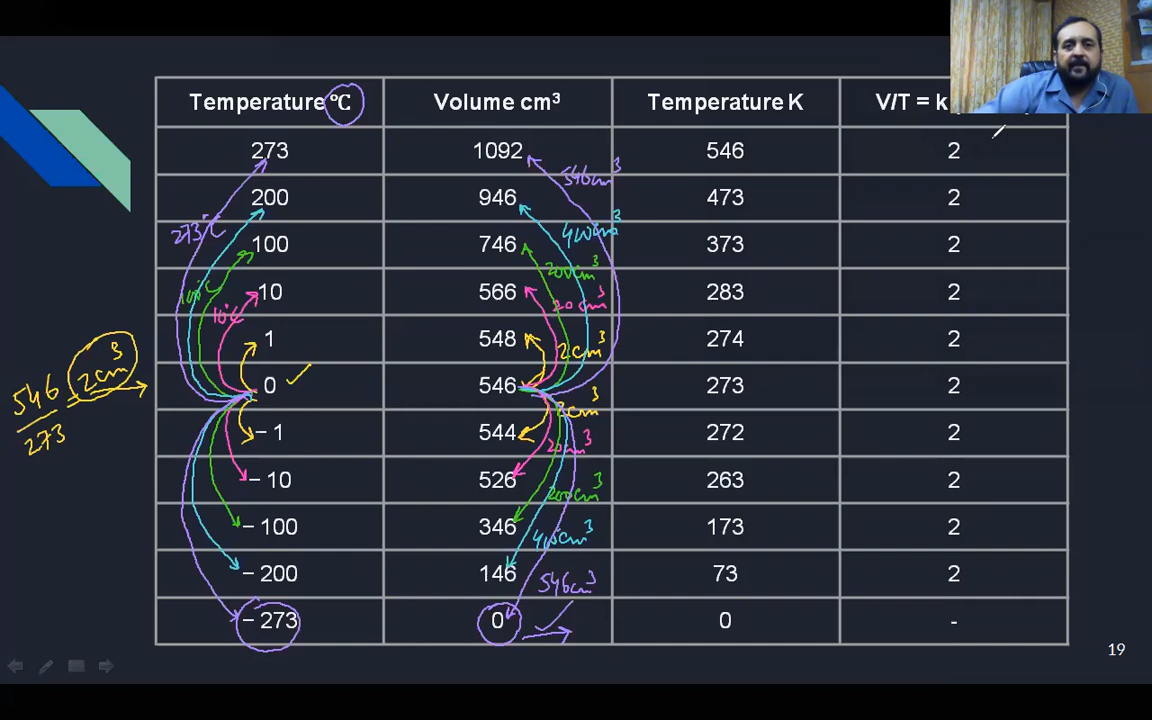 Temperature ℃ Volume cm³ Temperature K V/T = k
273 1092 546 2
546cm³
200 946 473 2
273℃ 400cm³
100 746 373 2
200cm³
100℃
10 566 283 2
10℃ 20cm³
1 548 274 2
2cm³
0 546 273 2
546 = 2cm³
273
2cm³
– 1 544 272 2
20cm³
– 10 526 263 2
200cm³
– 100 346 173 2
400cm³
– 200 146 73 2
546cm³
– 273 0 0 -
19